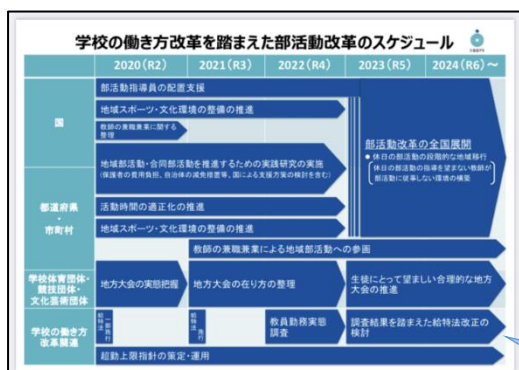 学校の働き方改革を踏まえた部活動改革のスケジュール
2020(R2) 2021(R3) 2022(R4) 2023(R5) 2024(R6)～
国
部活動指導員の配置支援
地域スポーツ・文化環境の整備の推進
教師の兼職兼業に関する
整理
地域部活動・合同部活動を推進するための実践研究の実施
(保護者の費用負担、自治体の減免措置等、国による支援方策の検討を含む)
部活動改革の全国展開
●休日の部活動の段階的な地域移行
休日の部活動の指導を望まない教師が
部活動に従事しない環境の構築
都道府県
・
市町村
活動時間の適正化の推進
地域スポーツ・文化環境の整備の推進
教師の兼職兼業による地域部活動への参画
学校体育団体・
競技団体・
文化芸術団体
地方大会の実態把握
地方大会の在り方の整理
生徒にとって望ましい合理的な地方
大会の推進
学校の働き方
改革関連
給特法
一部施行
給特法
施行
教員勤務実態
調査
調査結果を踏まえた給特法改正の
検討
超勤上限指針の策定・運用